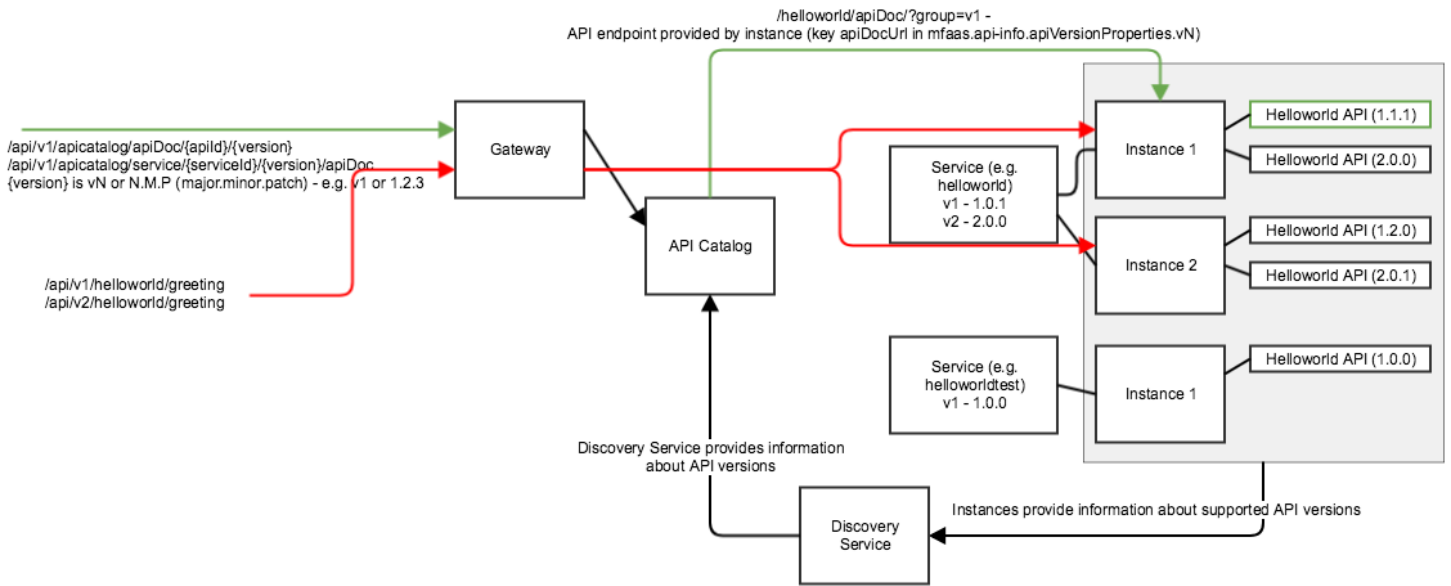 /helloworld/apiDoc/?group=v1 -
API endpoint provided by instance (key apiDocUrl in mfaas.api-info.apiVersionProperties.vN)
/api/v1/apicatalog/apiDoc/{apiId}/{version}
/api/v1/apicatalog/service/{serviceId}/{version}/apiDoc
{version} is vN or N.M.P (major.minor.patch) - e.g. v1 or 1.2.3
/api/v1/helloworld/greeting
/api/v2/helloworld/greeting
Gateway
API Catalog
Service (e.g.
helloworld)
v1 - 1.0.1
v2 - 2.0.0
Instance 1
Helloworld API (1.1.1)
Helloworld API (2.0.0)
Instance 2
Helloworld API (1.2.0)
Helloworld API (2.0.1)
Service (e.g.
helloworldtest)
v1 - 1.0.0
Instance 1
Helloworld API (1.0.0)
Discovery Service provides information
about API versions
Instances provide information about supported API versions
Discovery
Service